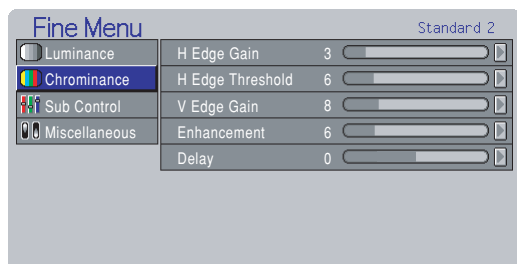 Fine Menu
Standard 2
Luminance
Chrominance
Sub Control
Miscellaneous
H Edge Gain 3
H Edge Threshold 6
V Edge Gain 8
Enhancement 6
Delay 0